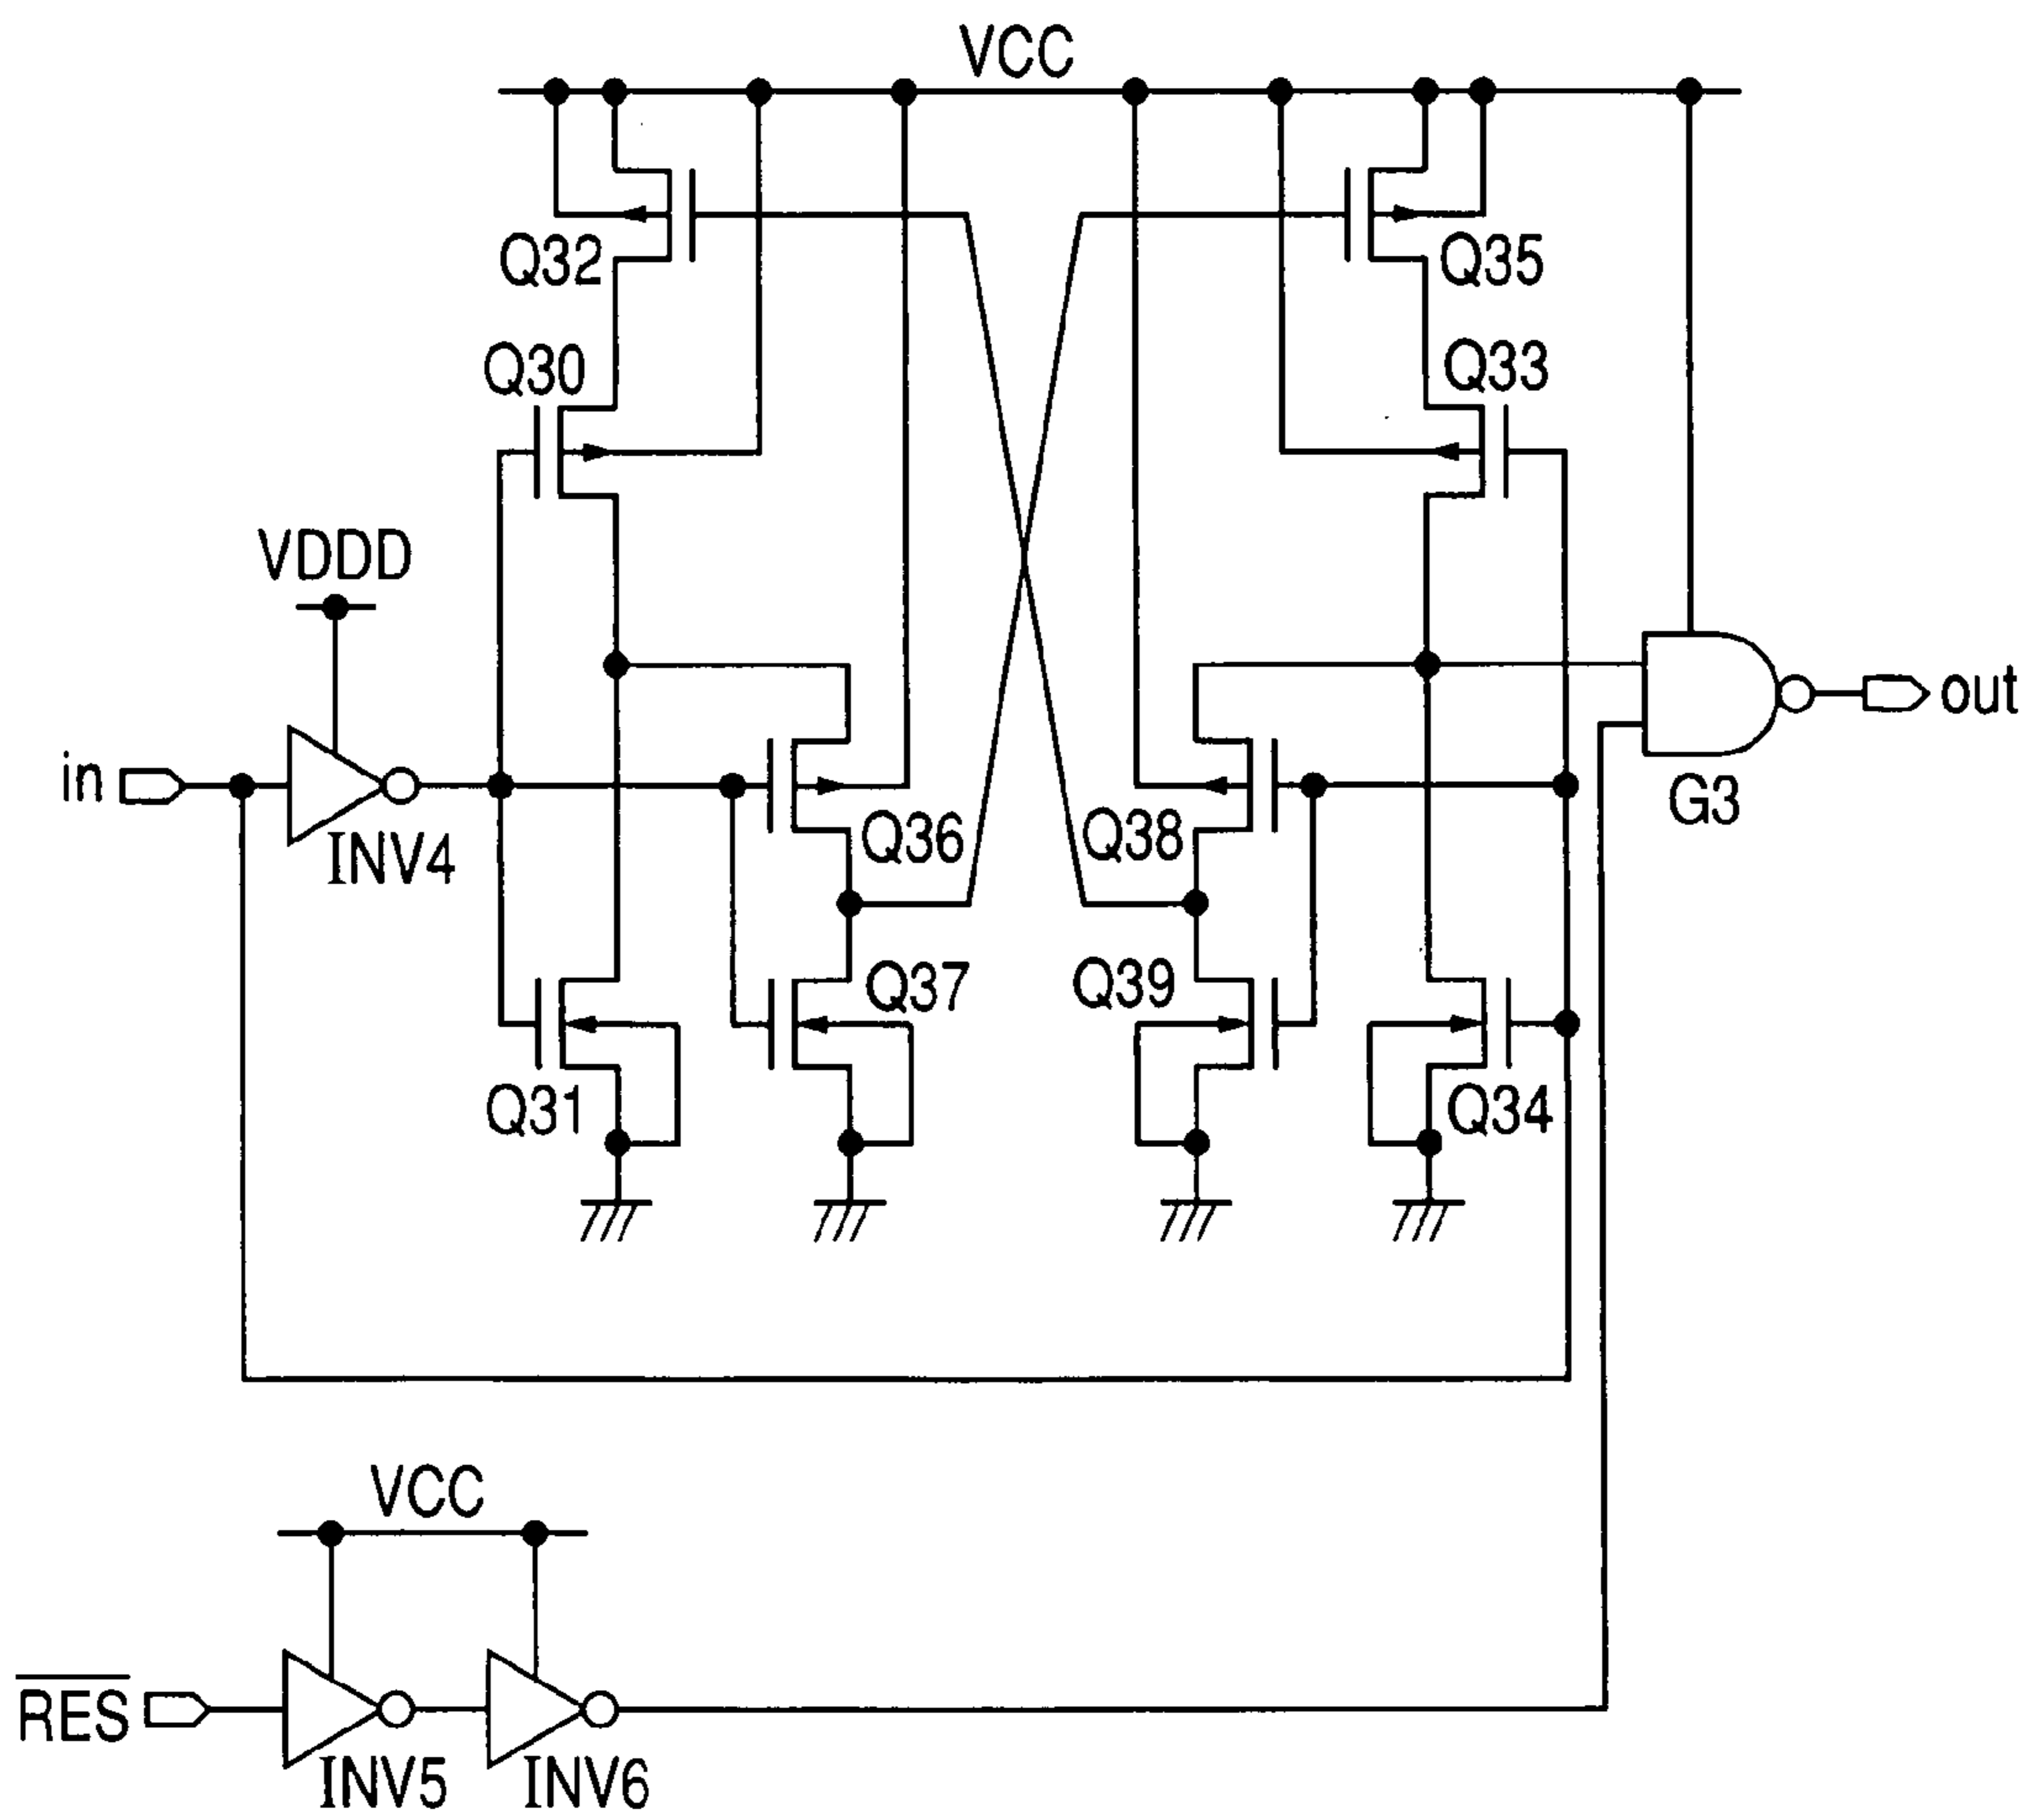 VCC
Q32
Q35
Q30
Q33
VDDD
in
INV4
Q36
Q38
G3
out
Q37
Q39
Q31
Q34
VCC
R̅E̅S̅
INV5
INV6